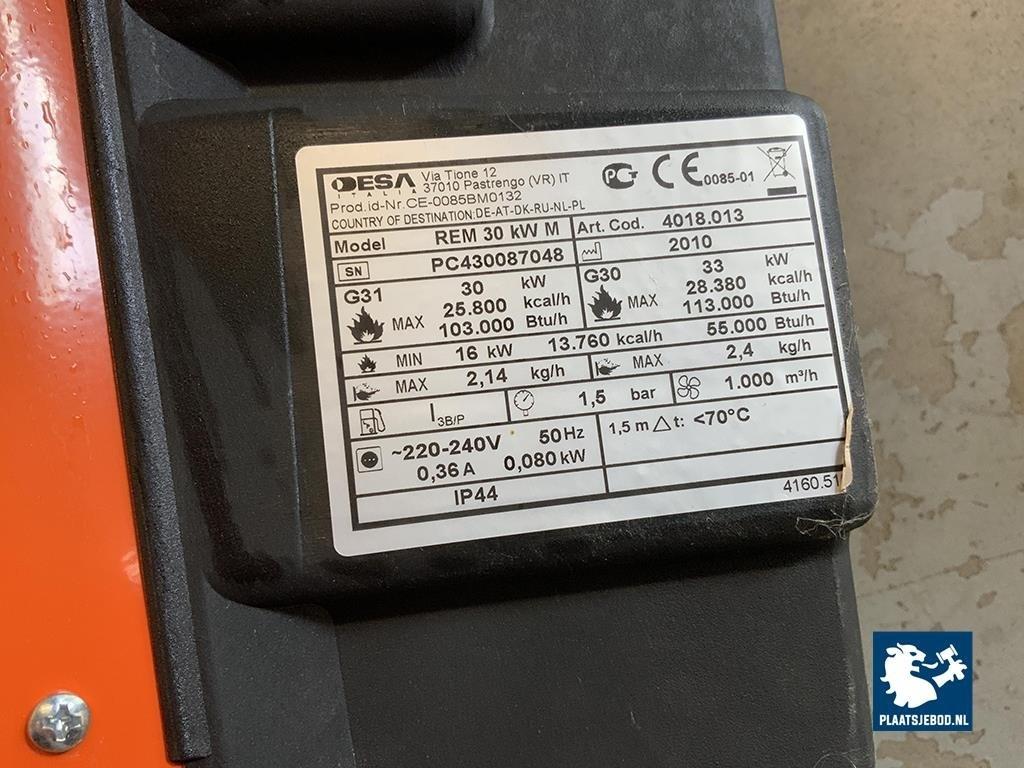 DESA Via Tione 12
ITALIA 37010 Pastrengo (VR) IT
Prod.id-Nr.CE-0085BM0132
COUNTRY OF DESTINATION:DE-AT-DK-RU-NL-PL
CE 0085-01
Model REM 30 kW M Art. Cod. 4018.013
SN PC430087048 2010
G31 30 kW G30 33 kW
25.800 kcal/h 28.380 kcal/h
MAX 103.000 Btu/h MAX 113.000 Btu/h
MIN 16 kW 13.760 kcal/h 55.000 Btu/h
MAX 2,14 kg/h MAX 2,4 kg/h
I3B/P 1,5 bar 1.000 m³/h
~220-240V 50Hz 1,5 m △t: <70°C
0,36 A 0,080 kW
IP44 4160.51
PLAATSJEBOD.NL